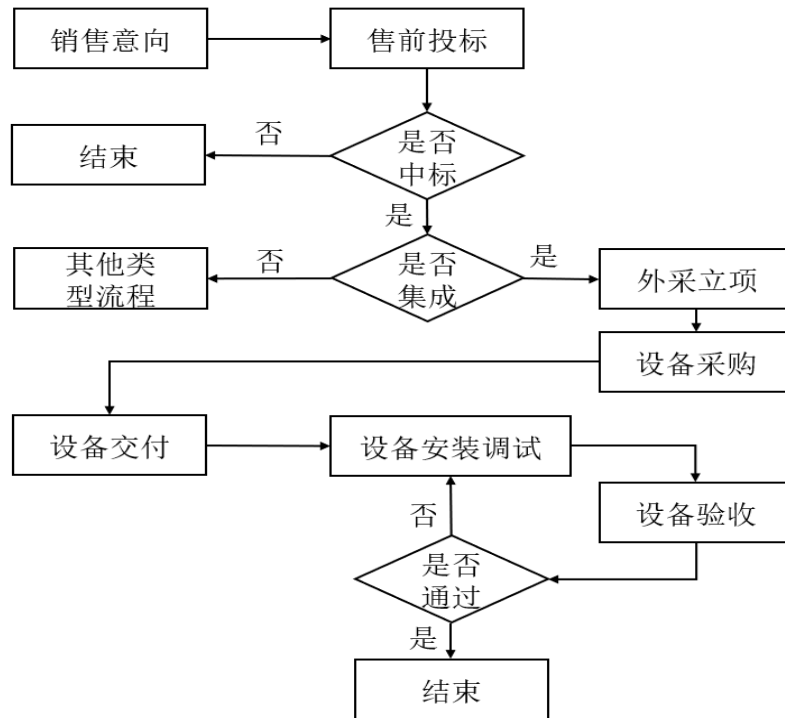 销售意向
售前投标
否
结束
是否
中标
是
其他类
型流程
否
是否
集成
是
外采立项
设备采购
设备交付
设备安装调试
设备验收
否
是否
通过
是
结束